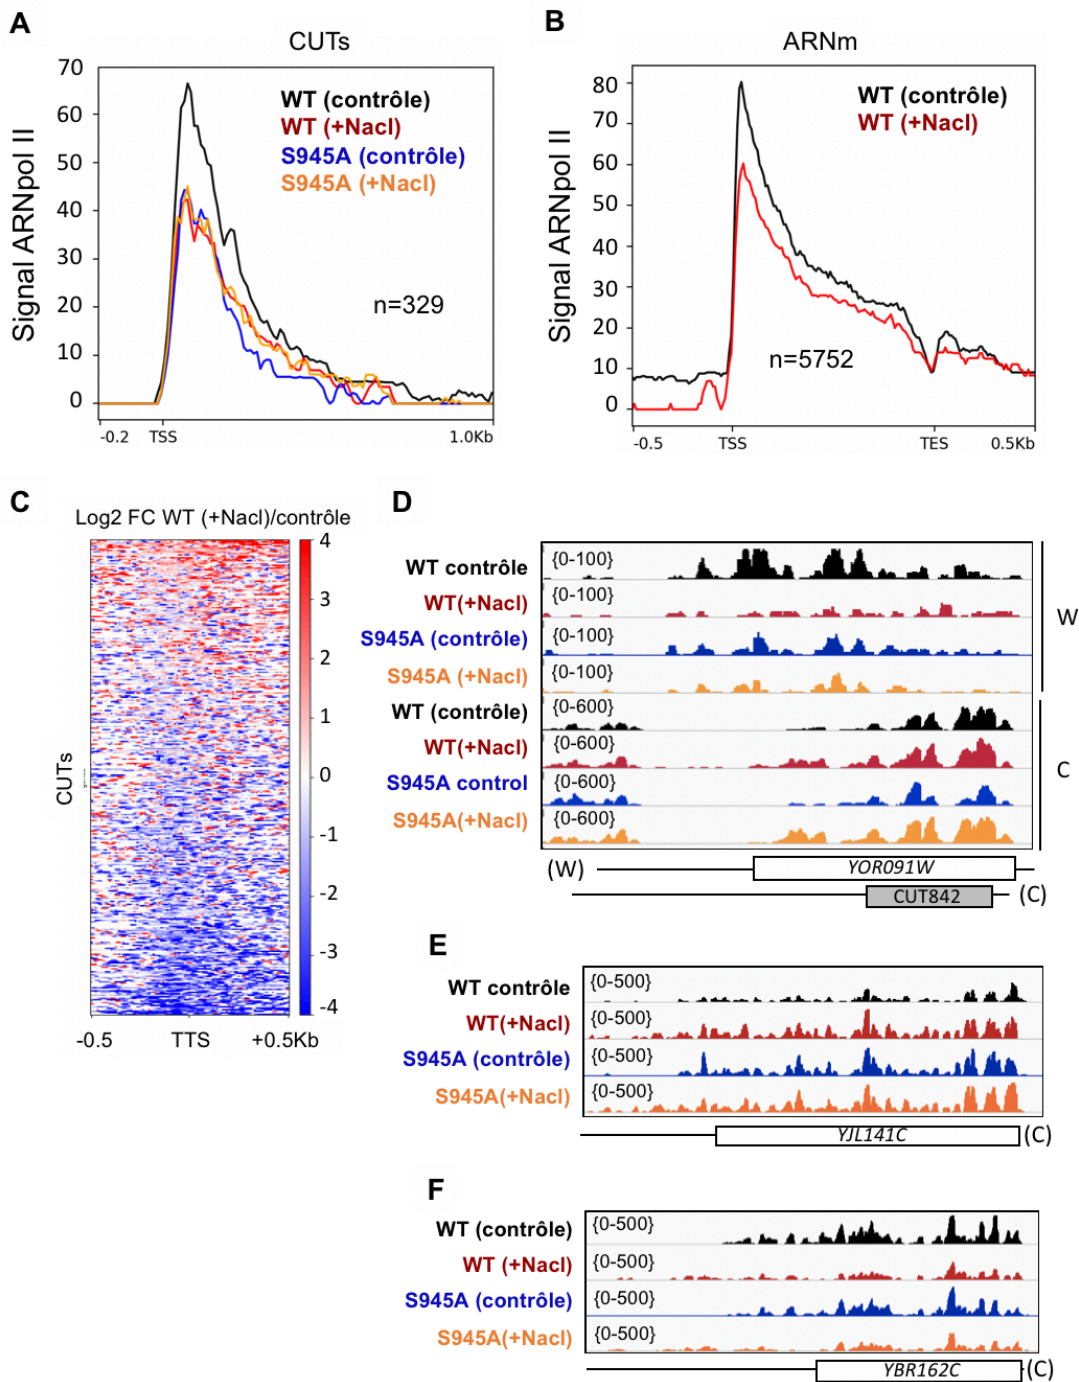 A
CUTs
70
60
50
40
30
20
10
0
Signal ARNpol II
WT (contrôle)
WT (+Nacl)
S945A (contrôle)
S945A (+Nacl)
n=329
-0.2 TSS 1.0Kb
B
ARNm
80
70
60
50
40
30
20
10
0
Signal ARNpol II
WT (contrôle)
WT (+Nacl)
n=5752
-0.5 TSS TES 0.5Kb
C
Log2 FC WT (+Nacl)/contrôle
4
3
2
1
0
-1
-2
-3
-4
CUTs
-0.5 TTS +0.5Kb
D
WT contrôle {0-100}
WT(+Nacl) {0-100}
S945A (contrôle) {0-100}
S945A (+Nacl) {0-100}
W
WT (contrôle) {0-600}
WT(+Nacl) {0-600}
S945A control {0-600}
S945A(+Nacl) {0-600}
C
(W) YOR091W
CUT842 (C)
E
WT contrôle {0-500}
WT(+Nacl) {0-500}
S945A (contrôle) {0-500}
S945A(+Nacl) {0-500}
YJL141C (C)
F
WT (contrôle) {0-500}
WT (+Nacl) {0-500}
S945A (contrôle) {0-500}
S945A(+Nacl) {0-500}
YBR162C (C)